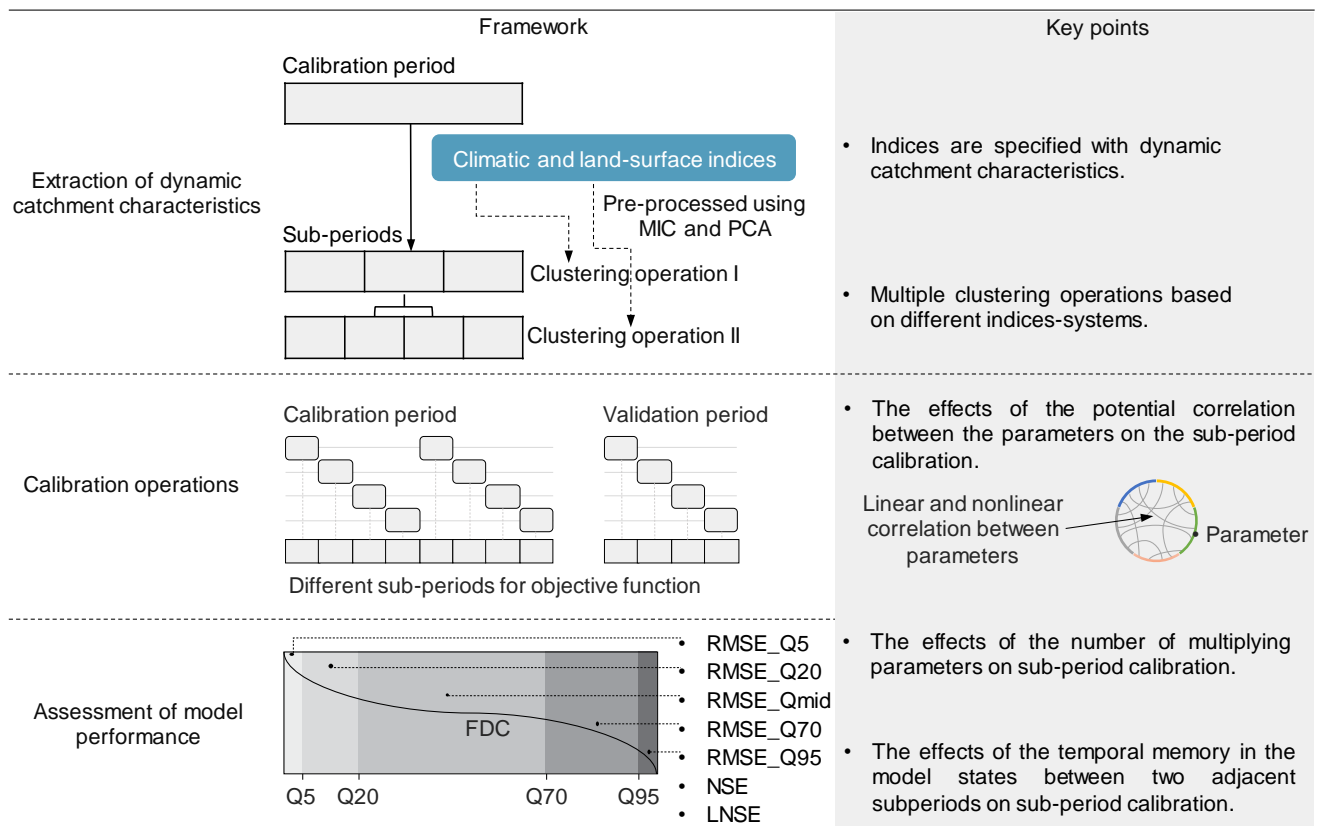 Framework
Key points
Extraction of dynamic
catchment characteristics
Calibration period
Climatic and land-surface indices
Pre-processed using
MIC and PCA
Sub-periods
Clustering operation I
Clustering operation II
• Indices are specified with dynamic
catchment characteristics.
• Multiple clustering operations based
on different indices-systems.
Calibration operations
Calibration period
Validation period
Different sub-periods for objective function
• The effects of the potential correlation
between the parameters on the sub-period
calibration.
Linear and nonlinear
correlation between
parameters
Parameter
Assessment of model
performance
FDC
Q5
Q20
Q70
Q95
• RMSE_Q5
• RMSE_Q20
• RMSE_Qmid
• RMSE_Q70
• RMSE_Q95
• NSE
• LNSE
• The effects of the number of multiplying
parameters on sub-period calibration.
• The effects of the temporal memory in the
model states between two adjacent
subperiods on sub-period calibration.